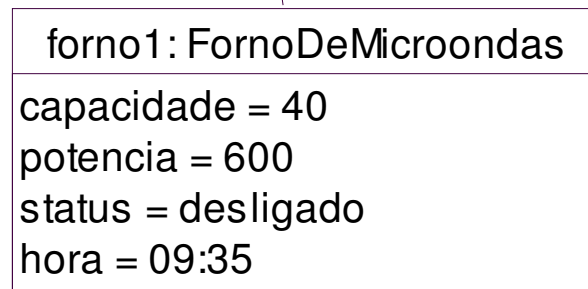 forno1: FornoDeMicroondas
capacidade = 40
potencia = 600
status = desligado
hora = 09:35